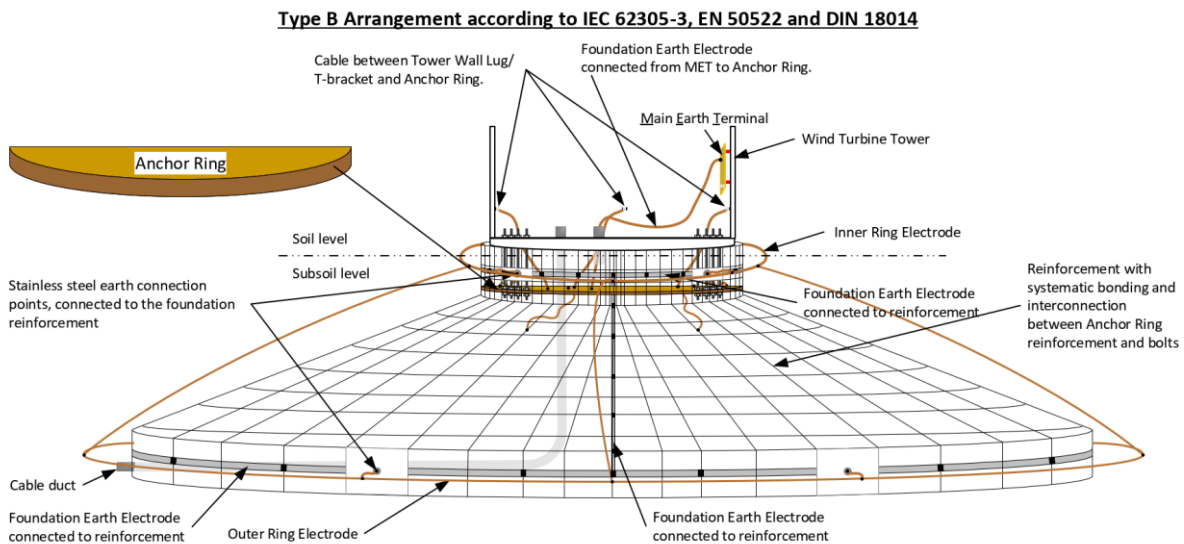 Type B Arrangement according to IEC 62305-3, EN 50522 and DIN 18014
Cable between Tower Wall Lug/
T-bracket and Anchor Ring.
Foundation Earth Electrode
connected from MET to Anchor Ring.
Main Earth Terminal
Wind Turbine Tower
Anchor Ring
Soil level
Subsoil level
Inner Ring Electrode
Stainless steel earth connection
points, connected to the foundation
reinforcement
Foundation Earth Electrode
connected to reinforcement
Reinforcement with
systematic bonding and
interconnection
between Anchor Ring
reinforcement and bolts
Cable duct
Foundation Earth Electrode
connected to reinforcement
Outer Ring Electrode
Foundation Earth Electrode
connected to reinforcement